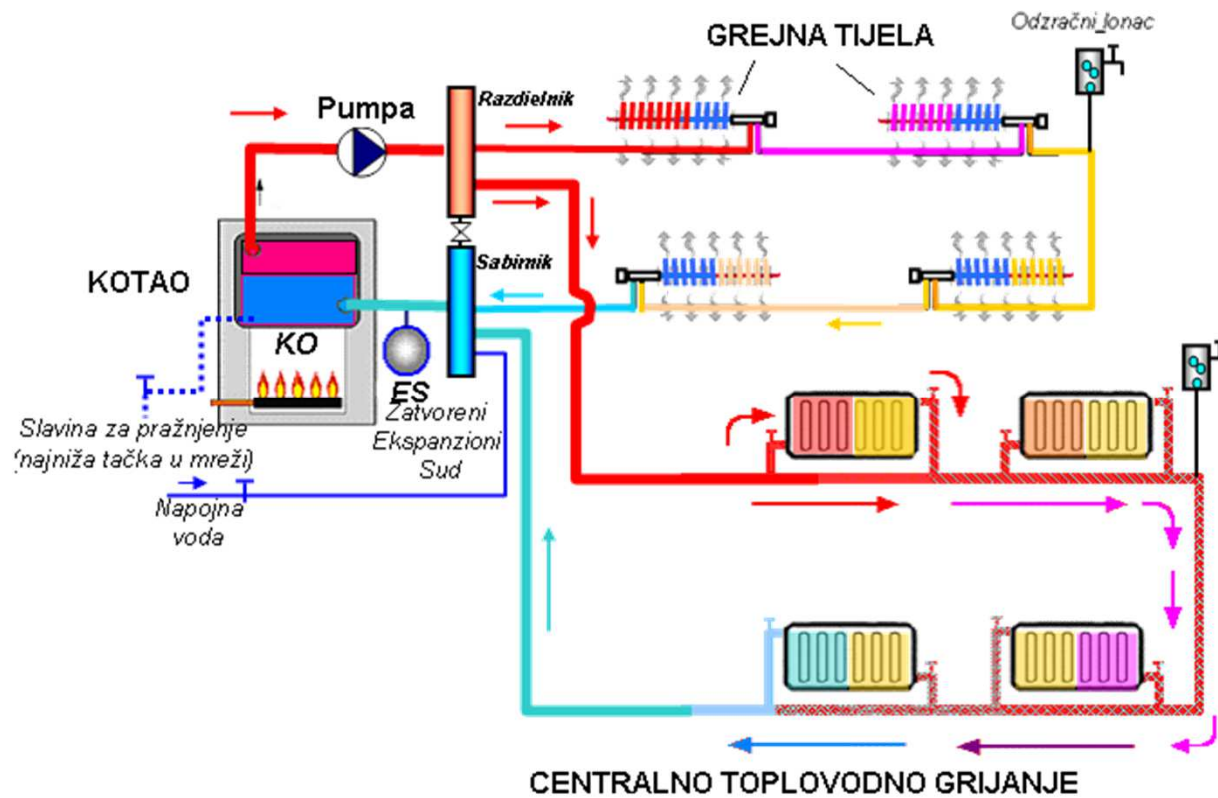 Odzračni_lonac
GREJNA TIJELA
Pumpa
Razdielnik
KOTAO
Sabirnik
KO
ES
Zatvoreni
Ekspanzioni
Sud
Slavina za pražnjenje
(najniža tačka u mreži)
Napojna
voda
CENTRALNO TOPLOVODNO GRIJANJE